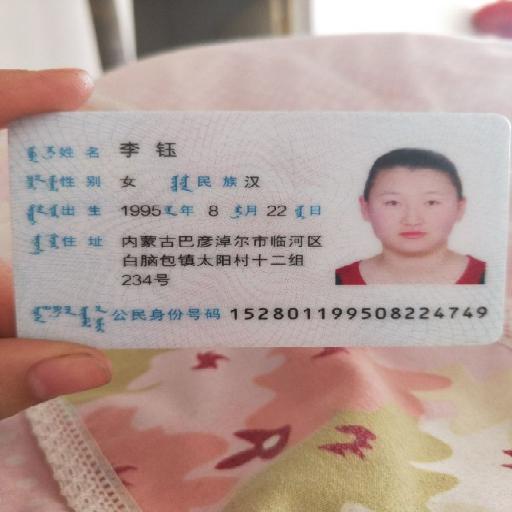 姓名 李钰
性别 女 民族 汉
出生 1995 年 8 月 22 日
住址 内蒙古巴彦淖尔市临河区
白脑包镇太阳村十二组
234号
公民身份号码 152801199508224749